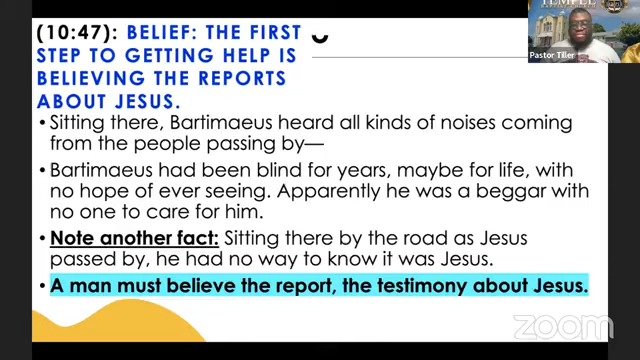 TEMPLE
(10:47): BELIEF: THE FIRST
STEP TO GETTING HELP IS
BELIEVING THE REPORTS
ABOUT JESUS.
Pastor Tiller
• Sitting there, Bartimaeus heard all kinds of noises coming
from the people passing by—
• Bartimaeus had been blind for years, maybe for life, with
no hope of ever seeing. Apparently he was a beggar with
no one to care for him.
• Note another fact: Sitting there by the road as Jesus
passed by, he had no way to know it was Jesus.
• A man must believe the report, the testimony about Jesus.
zoom